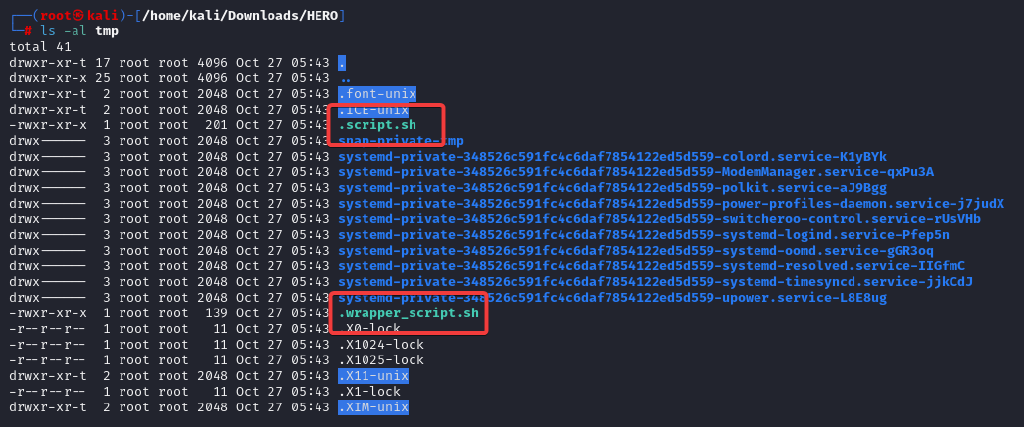 ┌──(root㉿kali)-[/home/kali/Downloads/HERO]
└─# ls -al tmp
total 41
drwxr-xr-t 17 root root 4096 Oct 27 05:43 .
drwxr-xr-x 25 root root 4096 Oct 27 05:43 ..
drwxr-xr-t 2 root root 2048 Oct 27 05:43 .font-unix
drwxr-xr-t 2 root root 2048 Oct 27 05:43 .ICE-unix
-rwxr-xr-x 1 root root 201 Oct 27 05:43 .script.sh
drwx------ 3 root root 2048 Oct 27 05:43 snap-private-tmp
drwx------ 3 root root 2048 Oct 27 05:43 systemd-private-348526c591fc4c6daf7854122ed5d559-colord.service-K1yBYk
drwx------ 3 root root 2048 Oct 27 05:43 systemd-private-348526c591fc4c6daf7854122ed5d559-ModemManager.service-qxPu3A
drwx------ 3 root root 2048 Oct 27 05:43 systemd-private-348526c591fc4c6daf7854122ed5d559-polkit.service-aJ9Bgg
drwx------ 3 root root 2048 Oct 27 05:43 systemd-private-348526c591fc4c6daf7854122ed5d559-power-profiles-daemon.service-j7judX
drwx------ 3 root root 2048 Oct 27 05:43 systemd-private-348526c591fc4c6daf7854122ed5d559-switcheroo-control.service-rUsVHb
drwx------ 3 root root 2048 Oct 27 05:43 systemd-private-348526c591fc4c6daf7854122ed5d559-systemd-logind.service-Pfep5n
drwx------ 3 root root 2048 Oct 27 05:43 systemd-private-348526c591fc4c6daf7854122ed5d559-systemd-oomd.service-gGR3oq
drwx------ 3 root root 2048 Oct 27 05:43 systemd-private-348526c591fc4c6daf7854122ed5d559-systemd-resolved.service-IIGfmC
drwx------ 3 root root 2048 Oct 27 05:43 systemd-private-348526c591fc4c6daf7854122ed5d559-systemd-timesyncd.service-jjkCdJ
drwx------ 3 root root 2048 Oct 27 05:43 systemd-private-348526c591fc4c6daf7854122ed5d559-upower.service-L8E8ug
-rwxr-xr-x 1 root root 139 Oct 27 05:43 .wrapper_script.sh
-r--r--r-- 1 root root 11 Oct 27 05:43 .X0-lock
-r--r--r-- 1 root root 11 Oct 27 05:43 .X1024-lock
-r--r--r-- 1 root root 11 Oct 27 05:43 .X1025-lock
drwxr-xr-t 2 root root 2048 Oct 27 05:43 .X11-unix
-r--r--r-- 1 root root 11 Oct 27 05:43 .X1-lock
drwxr-xr-t 2 root root 2048 Oct 27 05:43 .XIM-unix